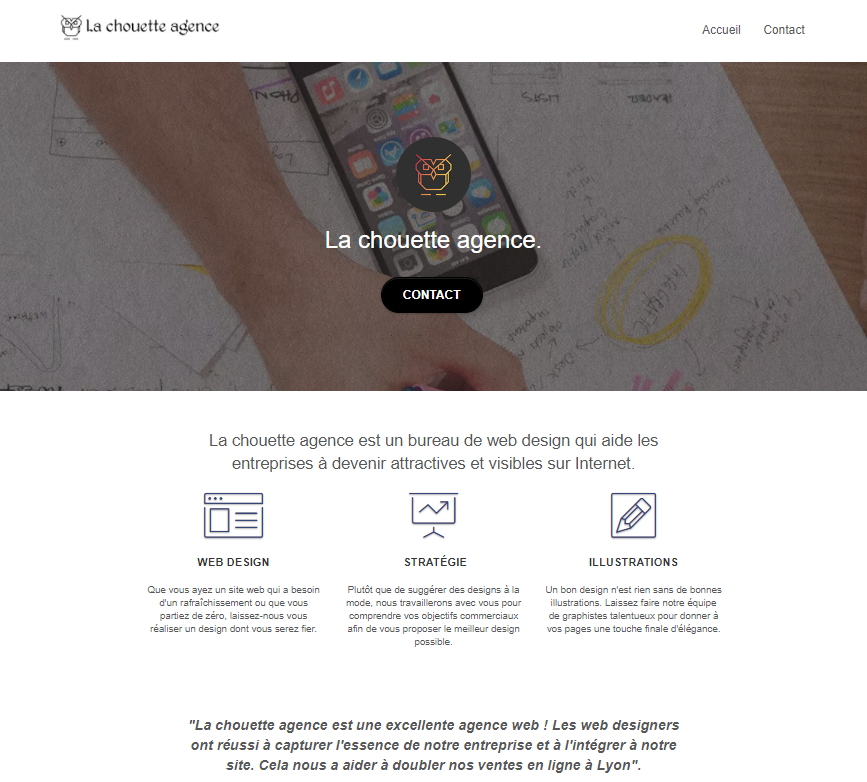 La chouette agence
Accueil
Contact
PHON
LISTS
HEADER
La chouette agence.
CONTACT
La chouette agence est un bureau de web design qui aide les
entreprises à devenir attractives et visibles sur Internet.
WEB DESIGN
Que vous ayez un site web qui a besoin
d'un rafraîchissement ou que vous
partiez de zéro, laissez-nous vous
réaliser un design dont vous serez fier.
STRATÉGIE
Plutôt que de suggérer des designs à la
mode, nous travaillerons avec vous pour
comprendre vos objectifs commerciaux
afin de vous proposer le meilleur design
possible.
ILLUSTRATIONS
Un bon design n'est rien sans de bonnes
illustrations. Laissez faire notre équipe
de graphistes talentueux pour donner à
vos pages une touche finale d'élégance.
"La chouette agence est une excellente agence web ! Les web designers
ont réussi à capturer l'essence de notre entreprise et à l'intégrer à notre
site. Cela nous a aider à doubler nos ventes en ligne à Lyon".